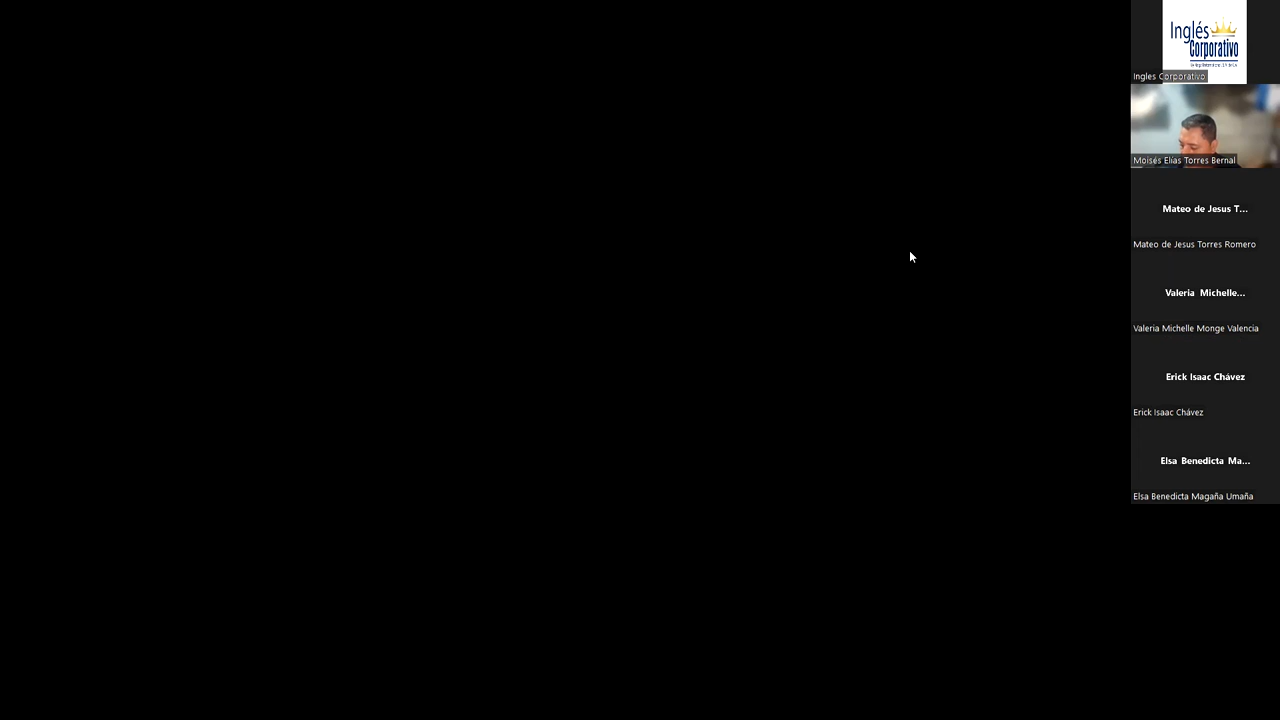 Inglés
Corporativo
Ingles Corporativo
Moisés Elías Torres Bernal
Mateo de Jesus T...
Mateo de Jesus Torres Romero
Valeria Michelle...
Valeria Michelle Monge Valencia
Erick Isaac Chávez
Erick Isaac Chávez
Elsa Benedicta Ma...
Elsa Benedicta Magaña Umaña